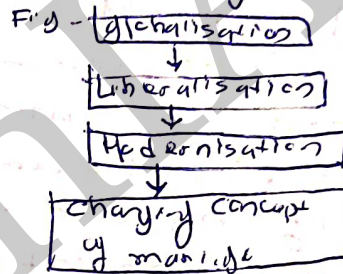 Fig -
Globalisation
Liberalisation
Modernisation
Changing Concept
of marriage